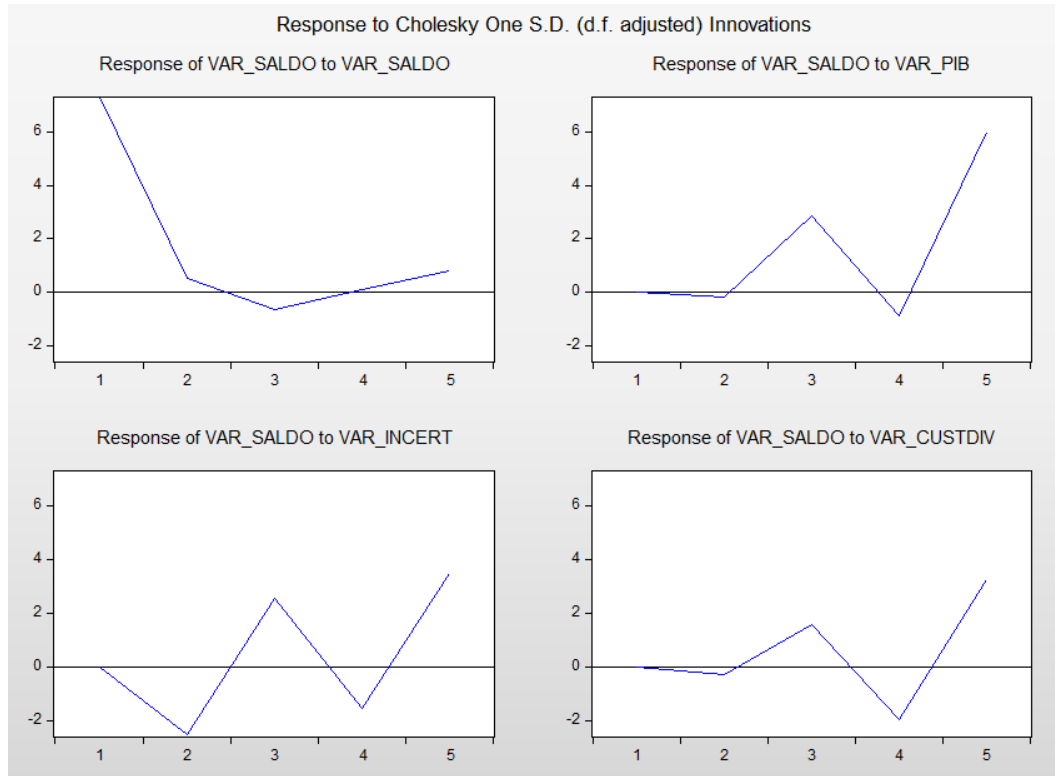 Response to Cholesky One S.D. (d.f. adjusted) Innovations
Response of VAR_SALDO to VAR_SALDO
6
4
2
0
-2
1 2 3 4 5
Response of VAR_SALDO to VAR_PIB
6
4
2
0
-2
1 2 3 4 5
Response of VAR_SALDO to VAR_INCERT
6
4
2
0
-2
1 2 3 4 5
Response of VAR_SALDO to VAR_CUSTDIV
6
4
2
0
-2
1 2 3 4 5